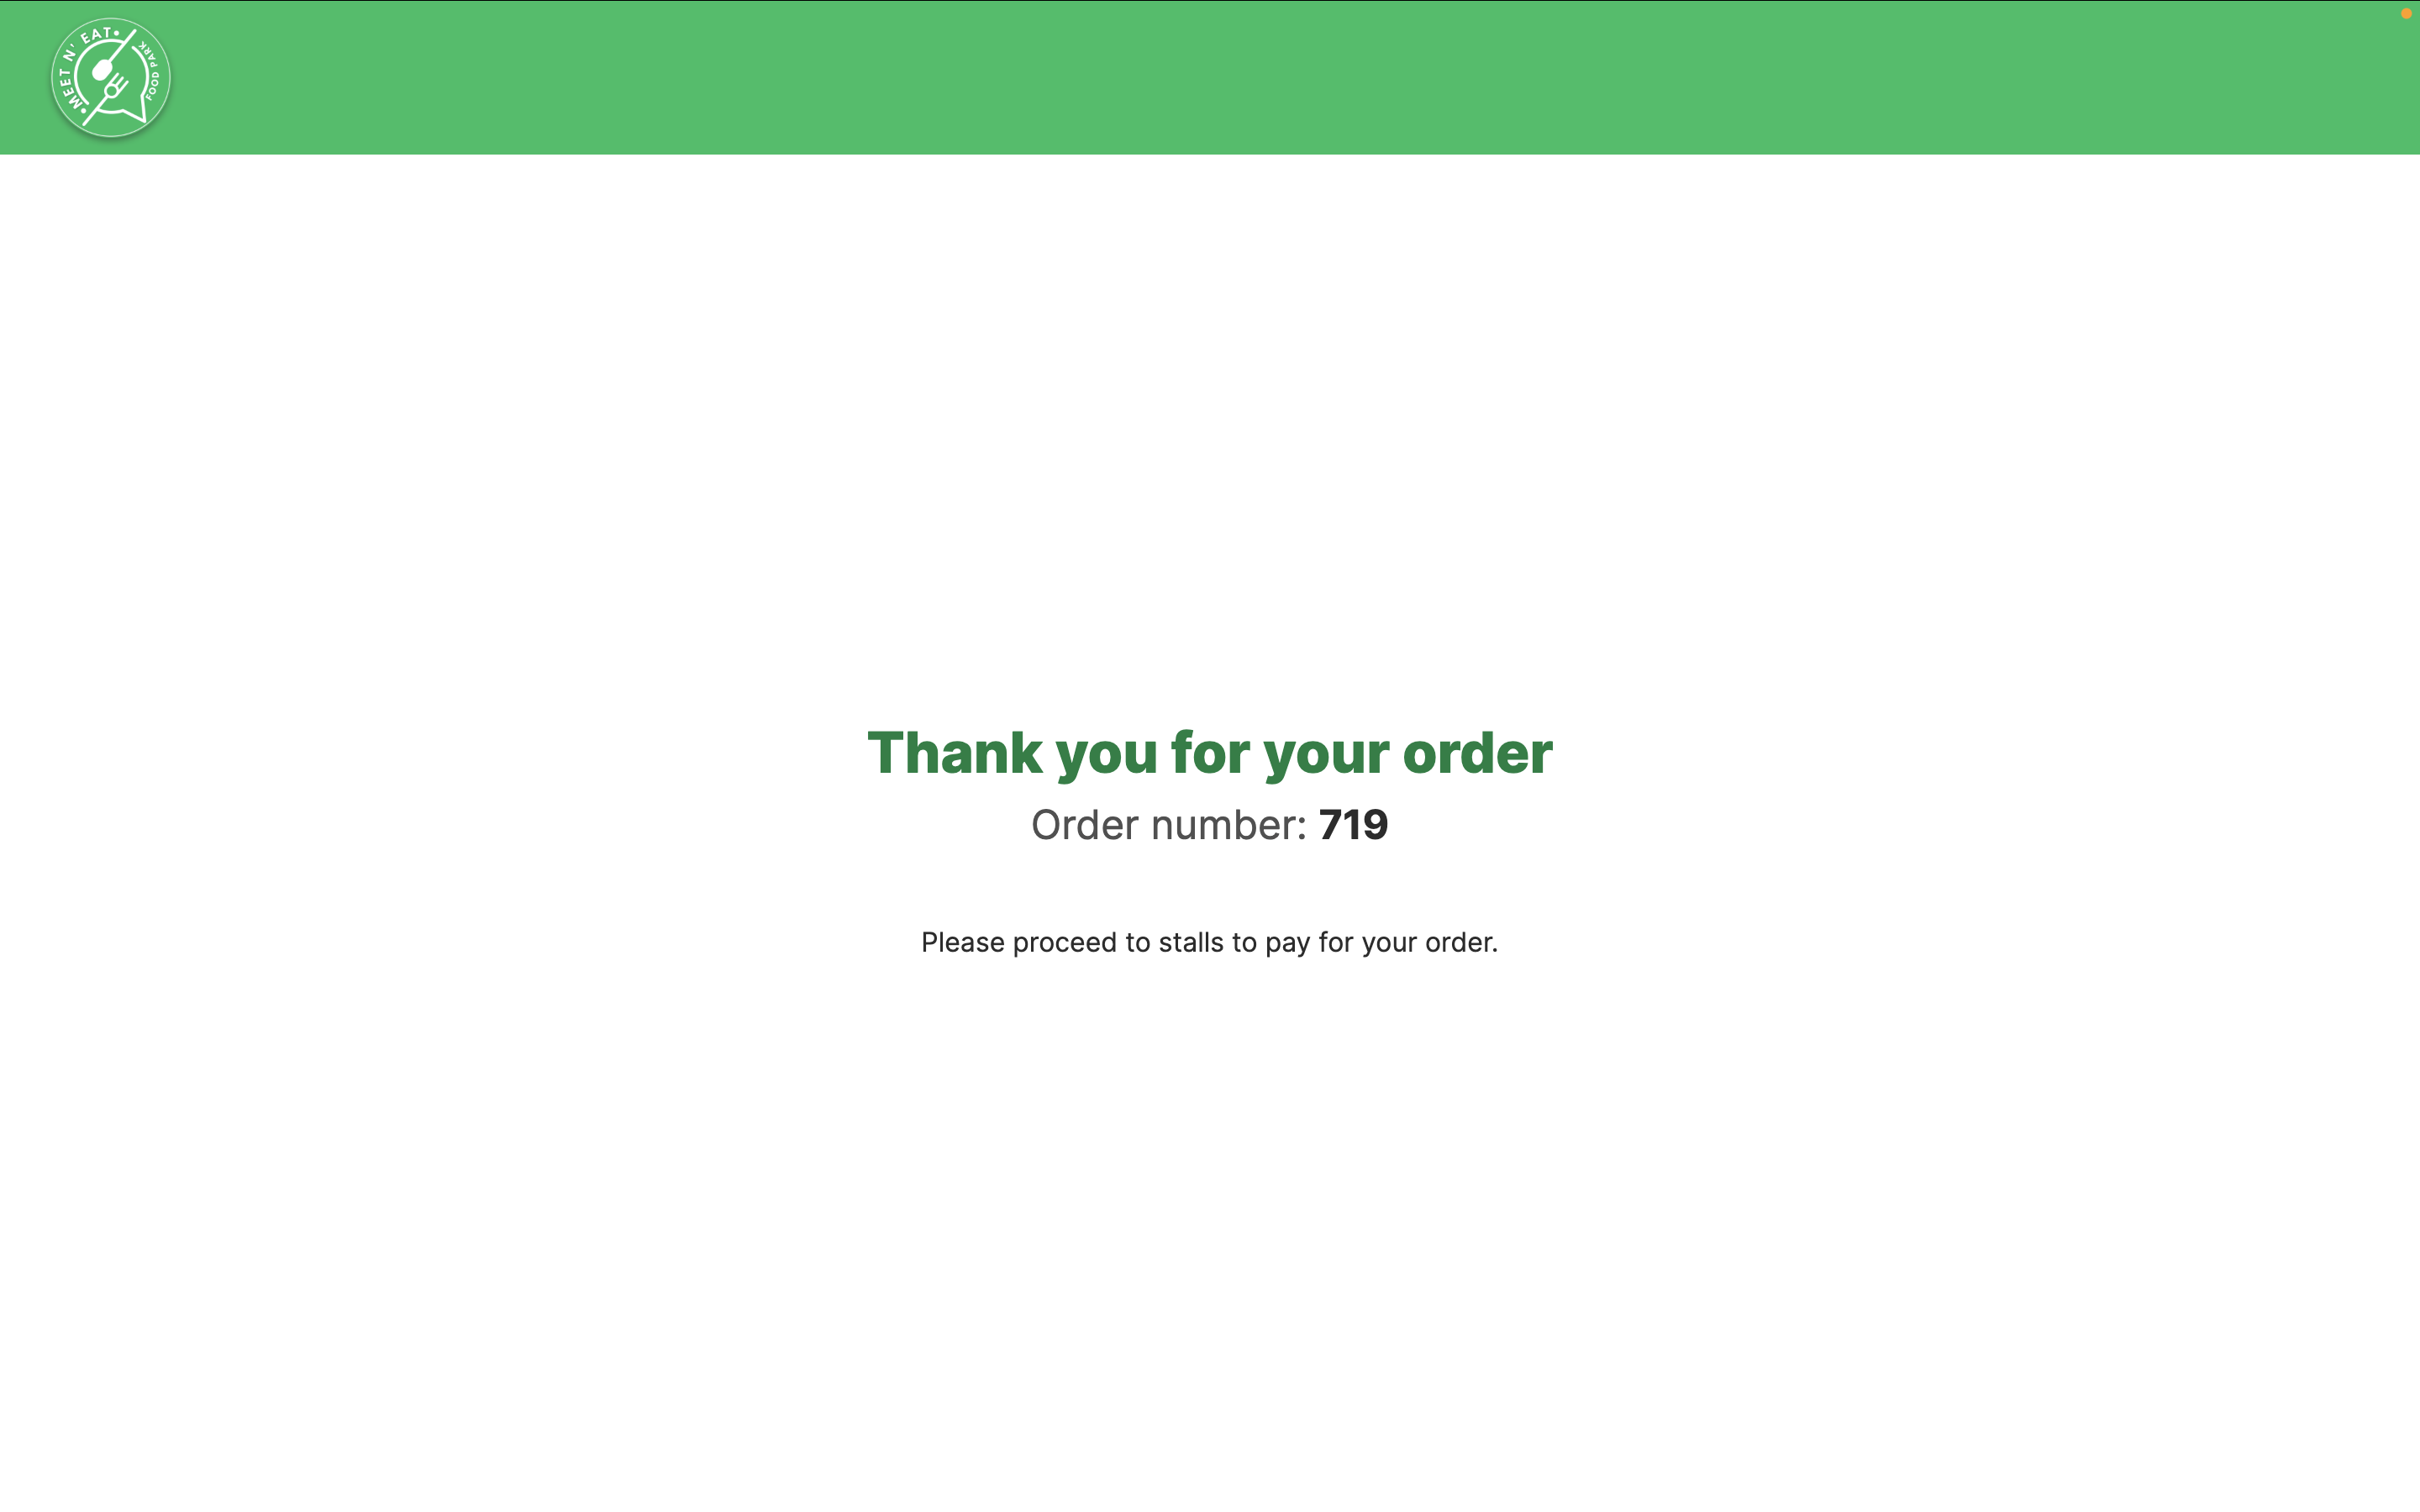 MEET N' EAT
FOOD PARK
Thank you for your order
Order number: 719
Please proceed to stalls to pay for your order.